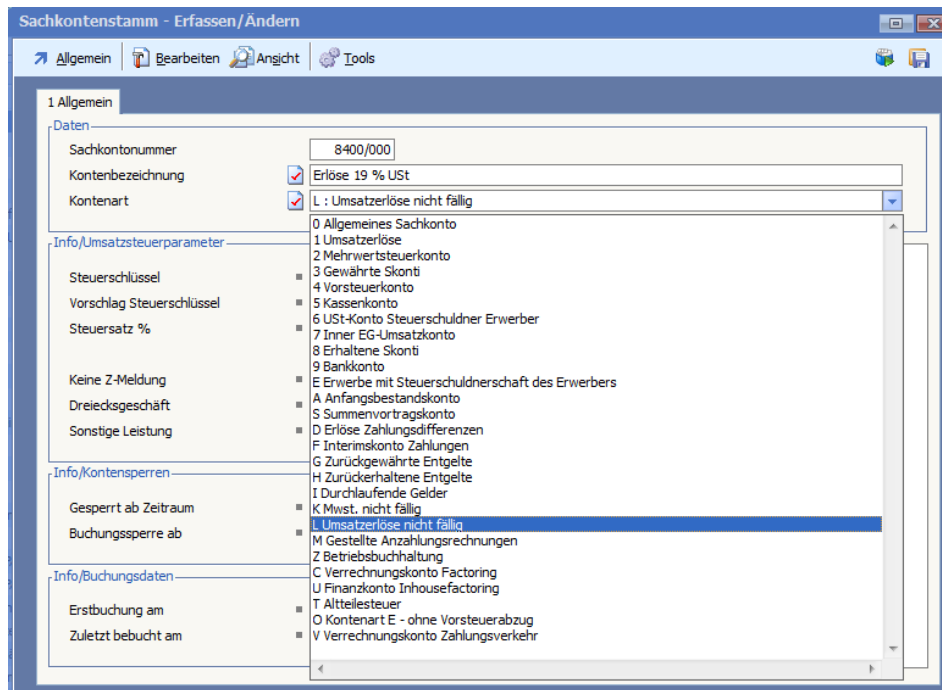 Sachkontenstamm - Erfassen/Ändern
Allgemein Bearbeiten Ansicht Tools
1 Allgemein
Daten
Sachkontonummer 8400/000
Kontenbezeichnung Erlöse 19 % USt
Kontenart L : Umsatzerlöse nicht fällig
0 Allgemeines Sachkonto
1 Umsatzerlöse
2 Mehrwertsteuerkonto
3 Gewährte Skonti
4 Vorsteuerkonto
5 Kassenkonto
6 USt-Konto Steuerschuldner Erwerber
7 Inner EG-Umsatzkonto
8 Erhaltene Skonti
9 Bankkonto
E Erwerbe mit Steuerschuldnerschaft des Erwerbers
A Anfangsbestandskonto
S Summenvortragskonto
D Erlöse Zahlungsdifferenzen
F Interimskonto Zahlungen
G Zurückgewährte Entgelte
H Zurückerhaltene Entgelte
I Durchlaufende Gelder
K Mwst. nicht fällig
L Umsatzerlöse nicht fällig
M Gestellte Anzahlungsrechnungen
Z Betriebsbuchhaltung
C Verrechnungskonto Factoring
U Finanzkonto Inhousefactoring
T Altteilesteuer
O Kontenart E - ohne Vorsteuerabzug
V Verrechnungskonto Zahlungsverkehr
Info/Umsatzsteuerparameter
Steuerschlüssel
Vorschlag Steuerschlüssel
Steuersatz %
Keine Z-Meldung
Dreiecksgeschäft
Sonstige Leistung
Info/Kontensperren
Gesperrt ab Zeitraum
Buchungssperre ab
Info/Buchungsdaten
Erstbuchung am
Zuletzt bebucht am